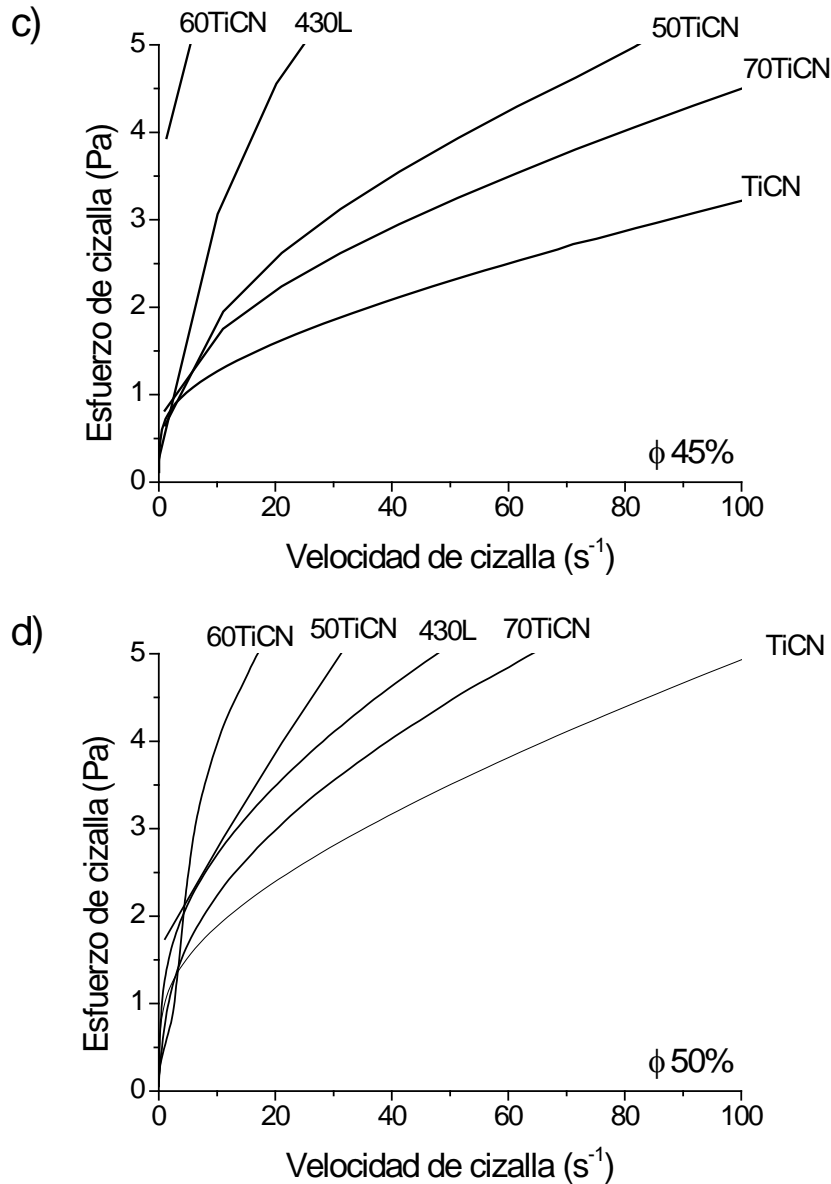 c)
60TiCN
430L
50TiCN
70TiCN
TiCN
5
4
3
2
1
0
Esfuerzo de cizalla (Pa)
ϕ 45%
0 20 40 60 80 100
Velocidad de cizalla (s⁻¹)
d)
60TiCN
50TiCN
430L
70TiCN
TiCN
5
4
3
2
1
0
Esfuerzo de cizalla (Pa)
ϕ 50%
0 20 40 60 80 100
Velocidad de cizalla (s⁻¹)